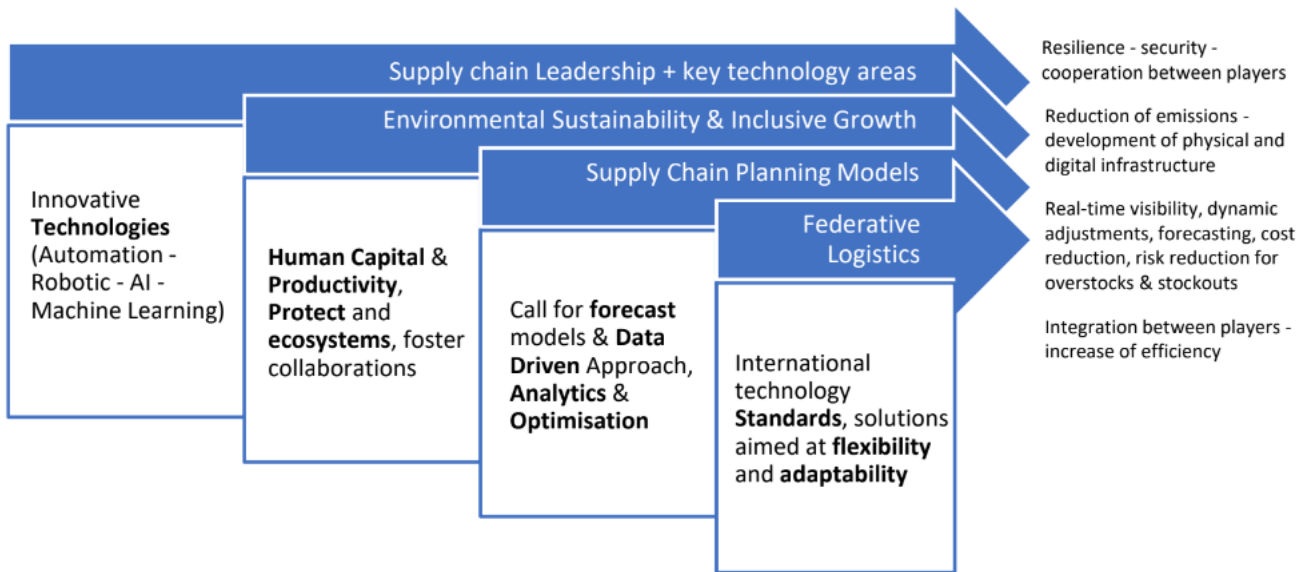 Supply chain Leadership + key technology areas
Environmental Sustainability & Inclusive Growth
Supply Chain Planning Models
Federative
Logistics
Innovative
Technologies
(Automation -
Robotic - AI -
Machine Learning)
Human Capital &
Productivity,
Protect and
ecosystems, foster
collaborations
Call for forecast
models & Data
Driven Approach,
Analytics &
Optimisation
International
technology
Standards, solutions
aimed at flexibility
and adaptability
Resilience - security -
cooperation between players
Reduction of emissions -
development of physical and
digital infrastructure
Real-time visibility, dynamic
adjustments, forecasting, cost
reduction, risk reduction for
overstocks & stockouts
Integration between players -
increase of efficiency